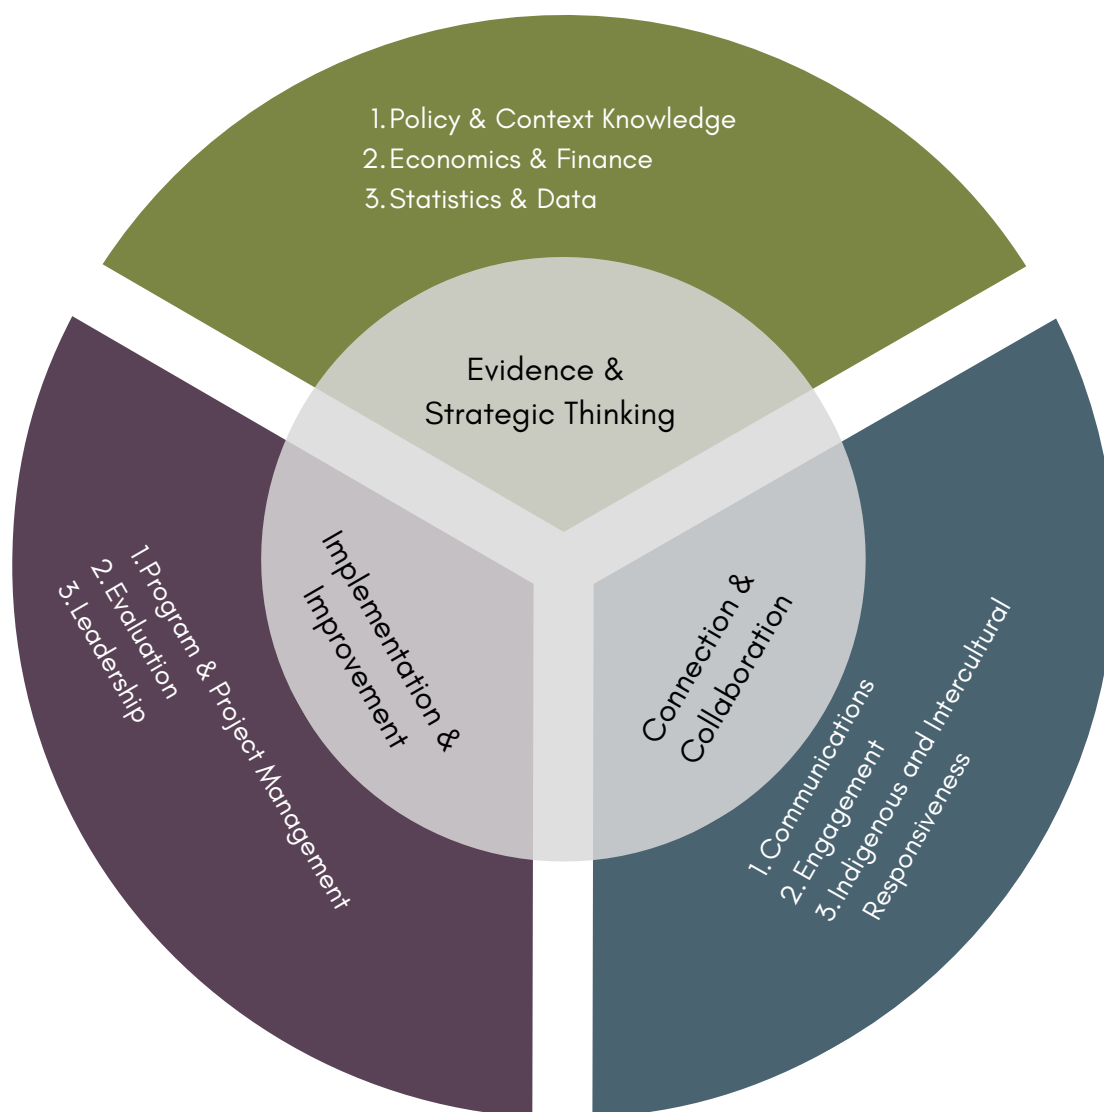 1. Policy & Context Knowledge
2. Economics & Finance
3. Statistics & Data
Evidence &
Strategic Thinking
Implementation &
Improvement
1. Program & Project Management
2. Evaluation
3. Leadership
Connection &
Collaboration
1. Communications
2. Engagement
3. Indigenous and Intercultural
Responsiveness